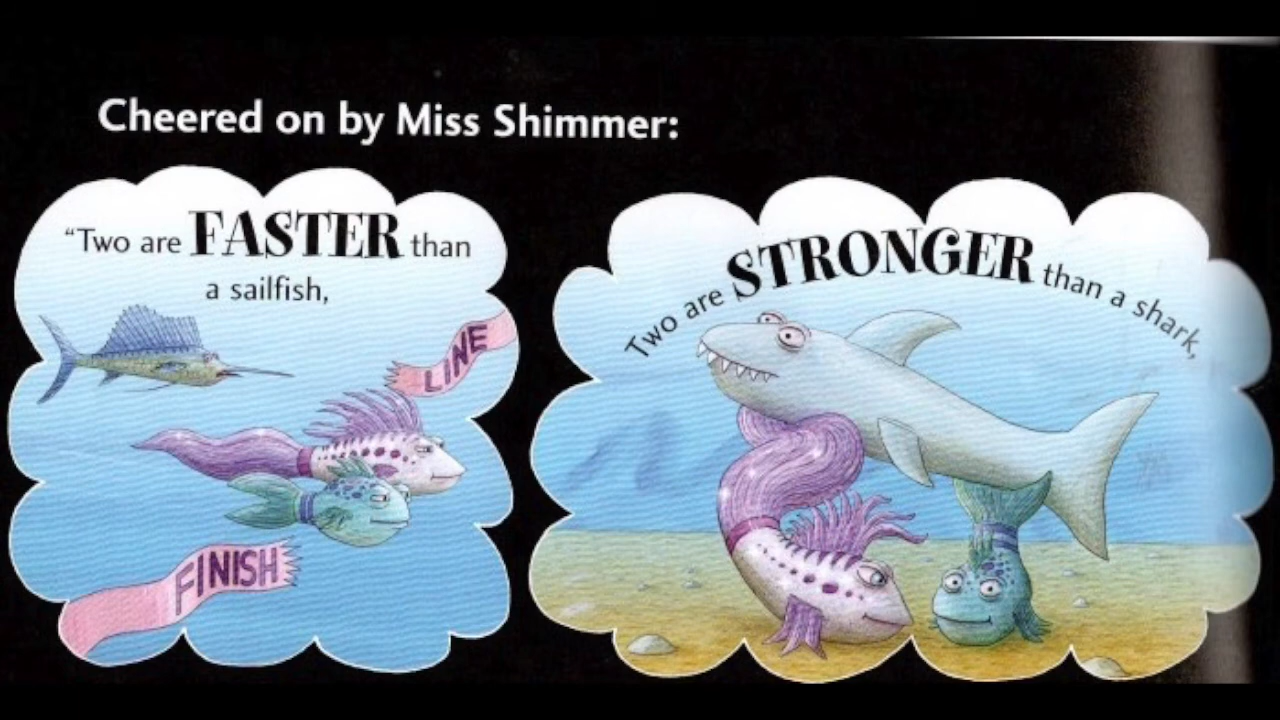 Cheered on by Miss Shimmer:
“Two are FASTER than
a sailfish,
LINE
FINISH
Two are STRONGER than a shark,